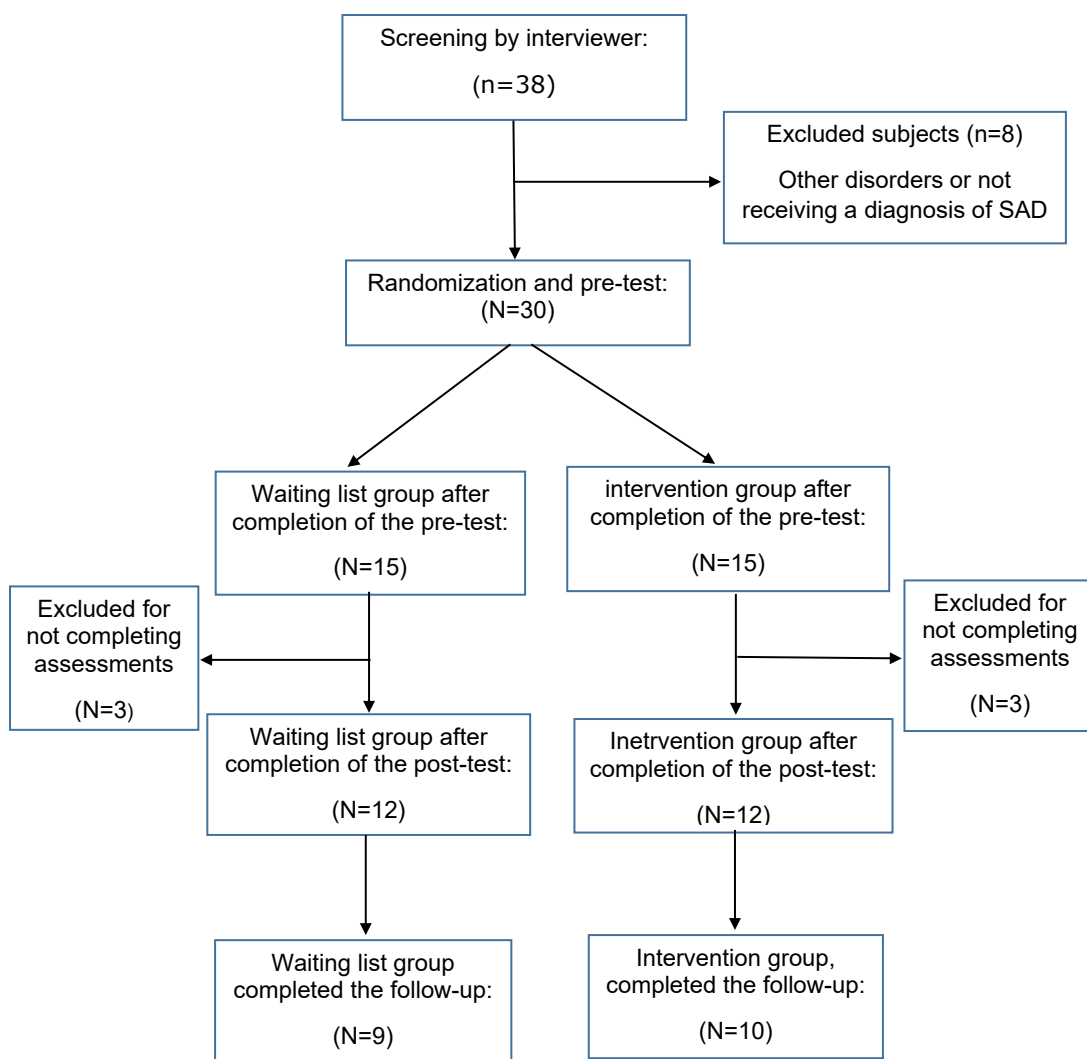 Screening by interviewer:
(n=38)
Excluded subjects (n=8)
Other disorders or not
receiving a diagnosis of SAD
Randomization and pre-test:
(N=30)
Waiting list group after
completion of the pre-test:
(N=15)
intervention group after
completion of the pre-test:
(N=15)
Excluded for
not completing
assessments
(N=3)
Excluded for
not completing
assessments
(N=3)
Waiting list group after
completion of the post-test:
(N=12)
Inetrvention group after
completion of the post-test:
(N=12)
Waiting list group
completed the follow-up:
(N=9)
Intervention group,
completed the follow-up:
(N=10)